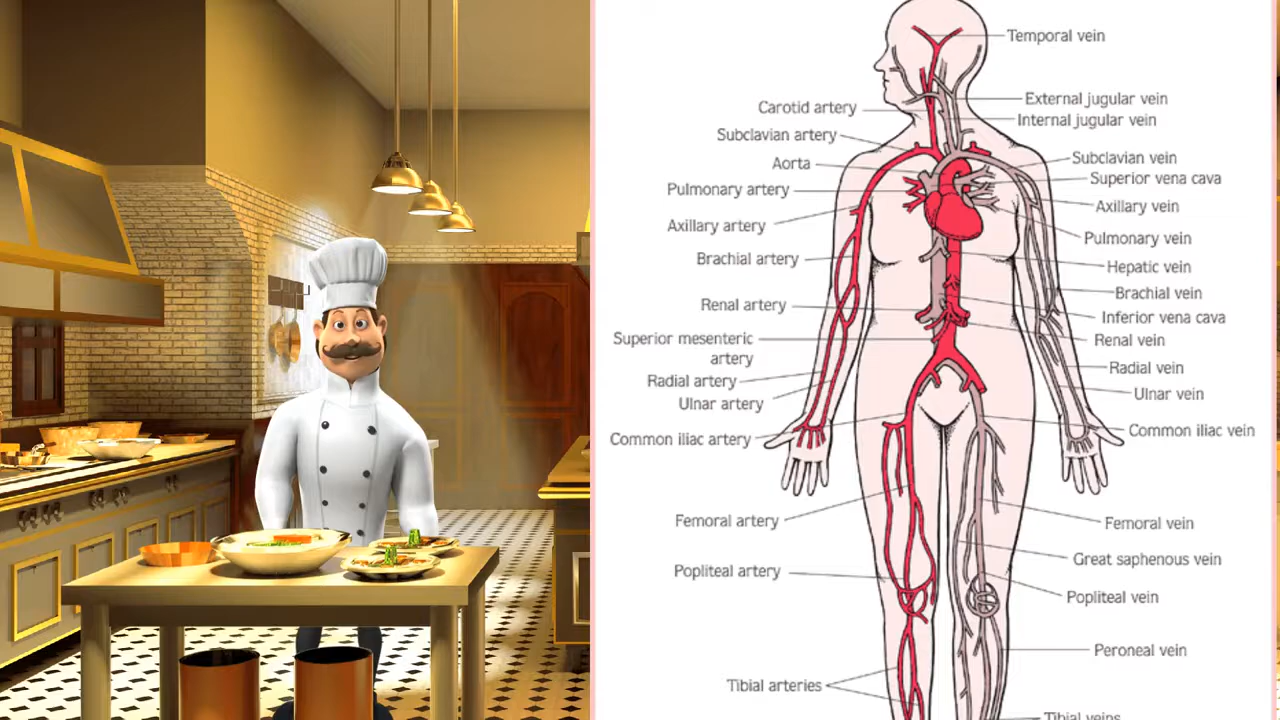 Temporal vein
External jugular vein
Carotid artery
Internal jugular vein
Subclavian artery
Subclavian vein
Aorta
Superior vena cava
Pulmonary artery
Axillary vein
Axillary artery
Pulmonary vein
Brachial artery
Hepatic vein
Brachial vein
Renal artery
Inferior vena cava
Superior mesenteric
artery
Renal vein
Radial vein
Radial artery
Ulnar vein
Ulnar artery
Common iliac vein
Common iliac artery
Femoral artery
Femoral vein
Great saphenous vein
Popliteal artery
Popliteal vein
Peroneal vein
Tibial arteries
Tibial veins